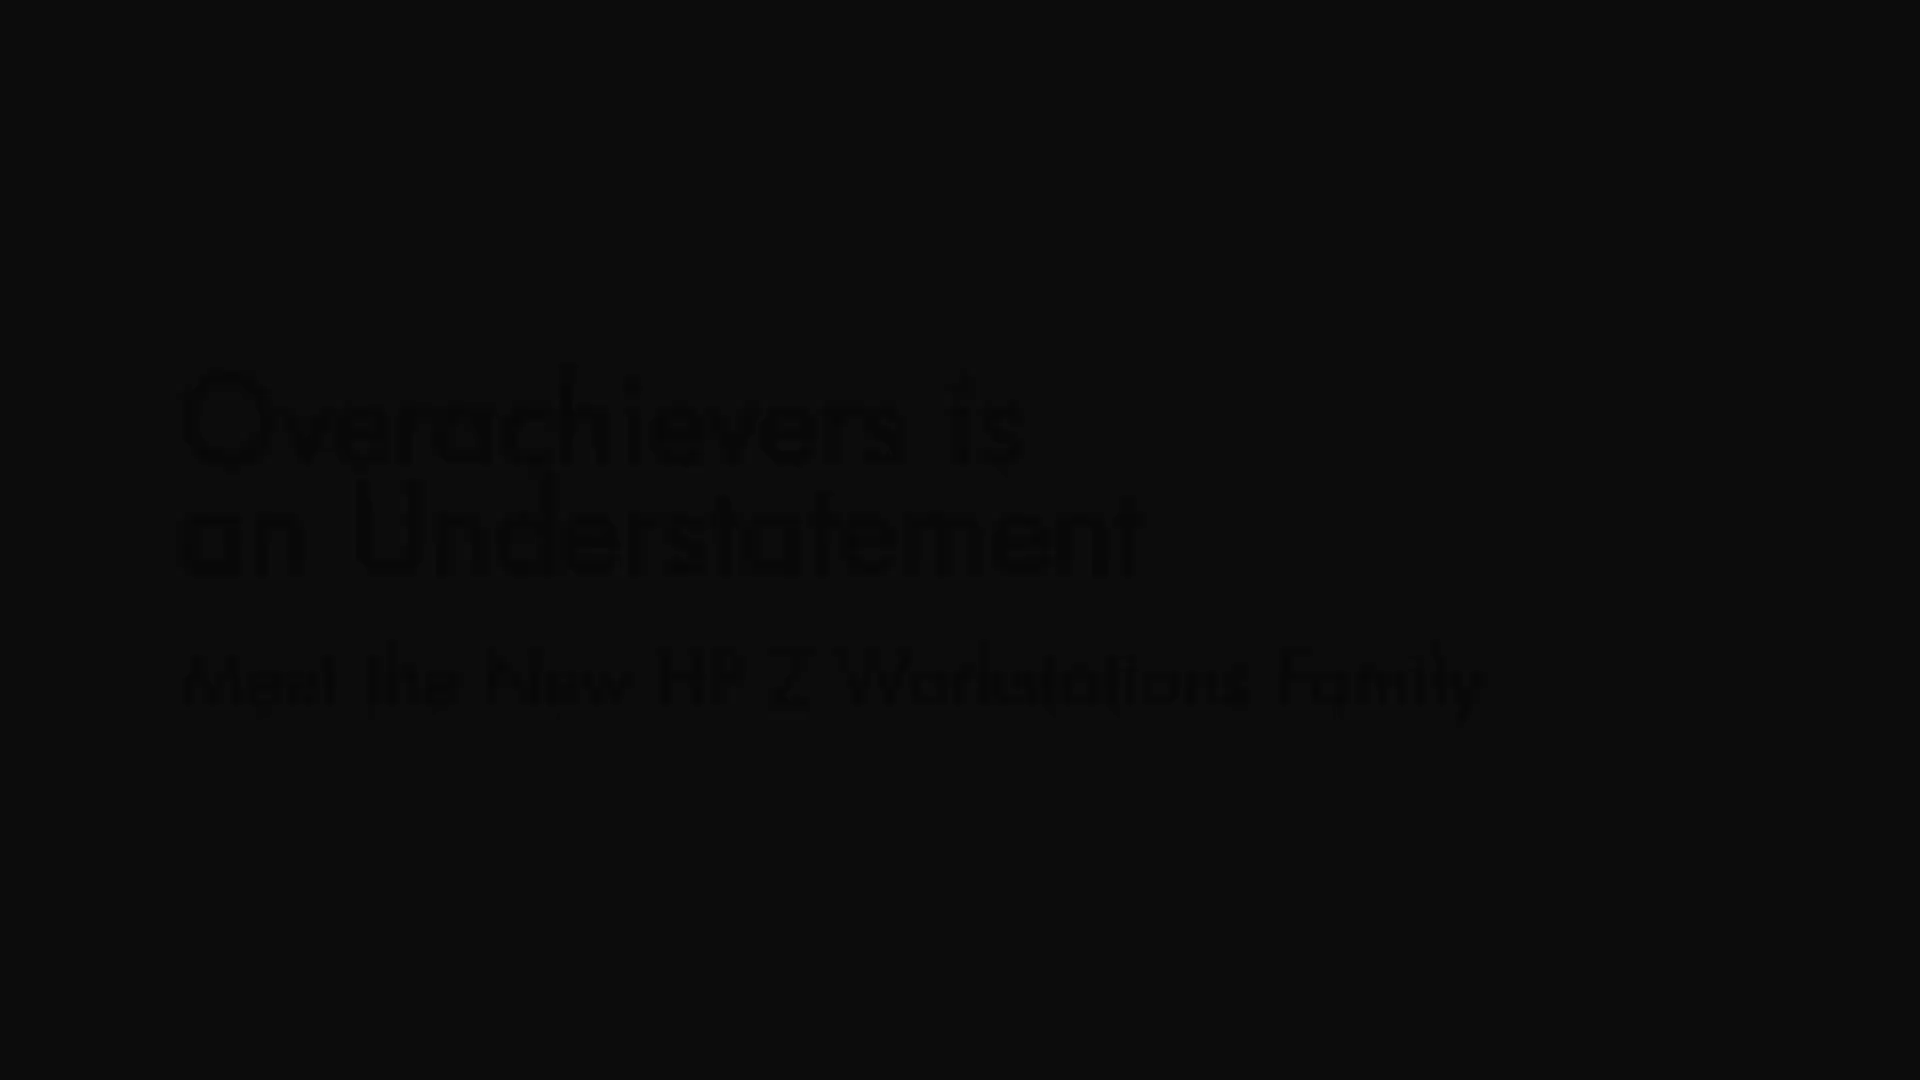 Overachievers is
an Understatement
Meet the New HP Z Workstations Family